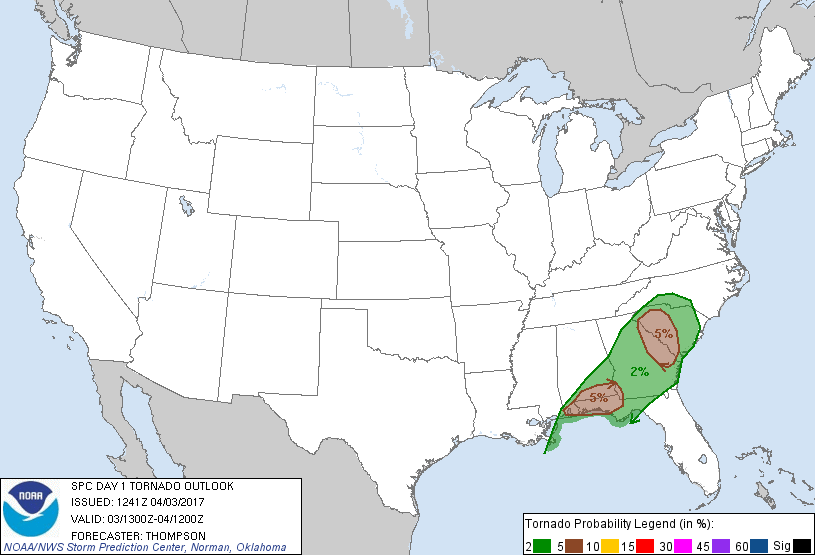 5%
2%
5%
NOAA
SPC DAY 1 TORNADO OUTLOOK
ISSUED: 1241Z 04/03/2017
VALID: 03/1300Z-04/1200Z
FORECASTER: THOMPSON
NOAA/NWS Storm Prediction Center, Norman, Oklahoma
Tornado Probability Legend (in %):
2 5 10 15 30 45 60 Sig